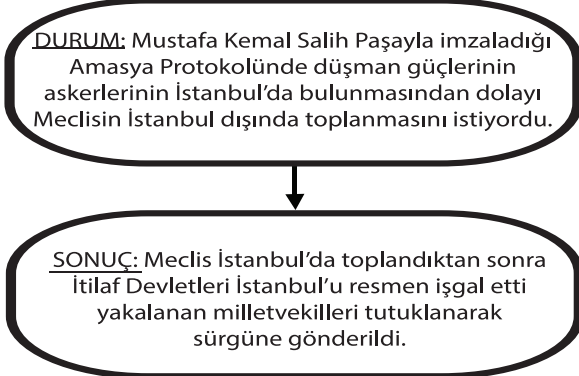 DURUM: Mustafa Kemal Salih Paşayla imzaladığı
Amasya Protokolünde düşman güçlerinin
askerlerinin İstanbul’da bulunmasından dolayı
Meclisin İstanbul dışında toplanmasını istiyordu.
SONUÇ: Meclis İstanbul’da toplandıktan sonra
İtilaf Devletleri İstanbul’u resmen işgal etti
yakalanan milletvekilleri tutuklanarak
sürgüne gönderildi.